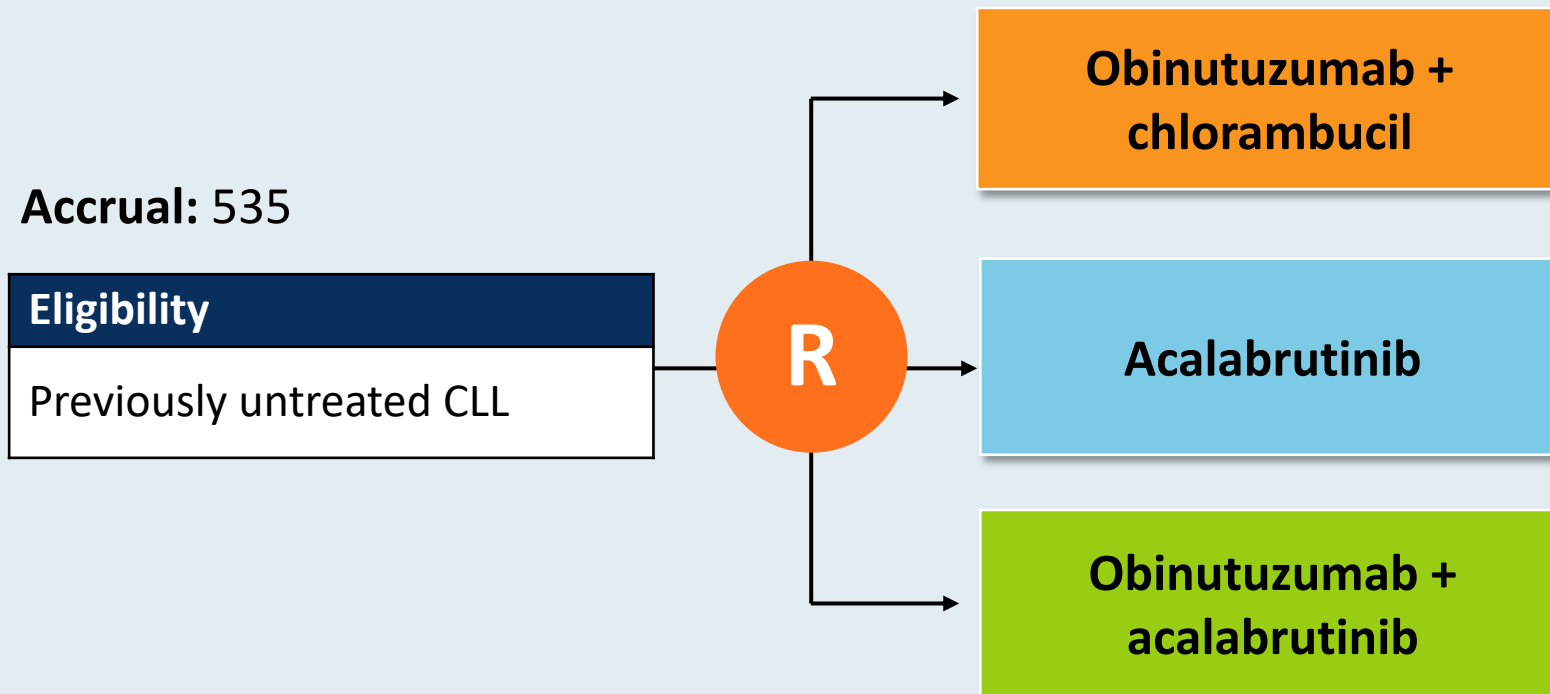 Accrual: 535
Eligibility
Previously untreated CLL
R
Obinutuzumab +
chlorambucil
Acalabrutinib
Obinutuzumab +
acalabrutinib